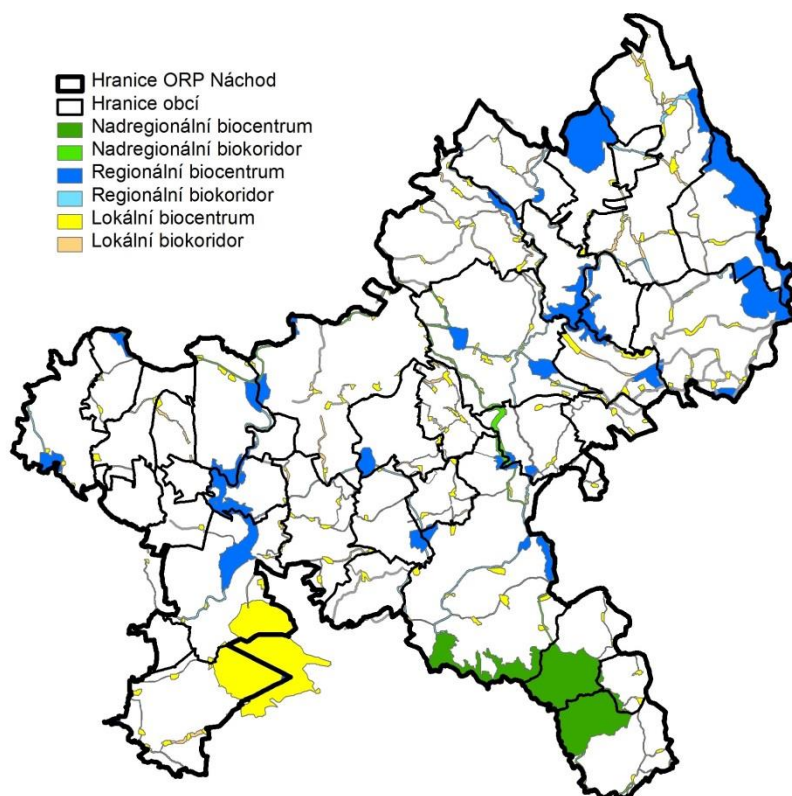 Hranice ORP Náchod
Hranice obcí
Nadregionální biocentrum
Nadregionální biokoridor
Regionální biocentrum
Regionální biokoridor
Lokální biocentrum
Lokální biokoridor